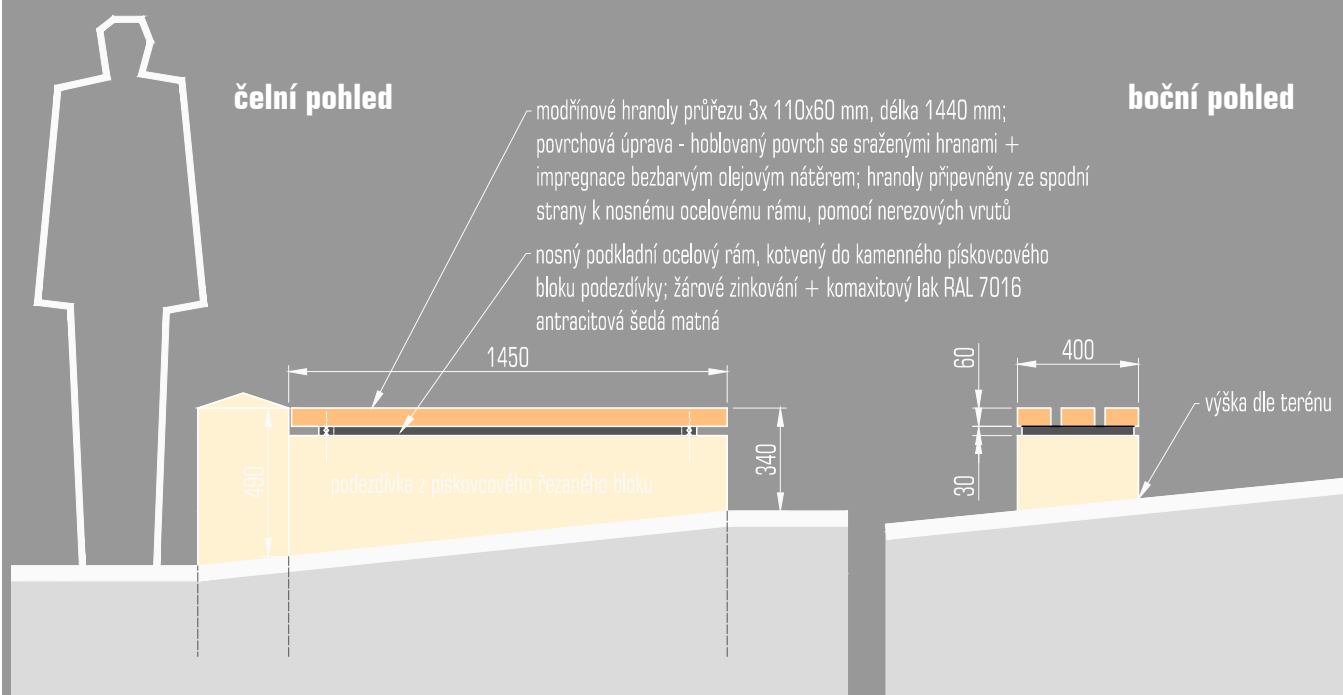 čelní pohled
boční pohled
modřínové hranoly průřezu 3x 110x60 mm, délka 1440 mm;
povrchová úprava - hoblovaný povrch se sraženými hranami +
impregnace bezbarvým olejovým nátěrem; hranoly připevněny ze spodní
strany k nosnému ocelovému rámu, pomocí nerezových vrutů
nosný podkladní ocelový rám, kotvený do kamenného pískovcového
bloku podezdívky; žárové zinkování + komaxitový lak RAL 7016
antracitová šedá matná
1450
60
400
výška dle terénu
490
podezdívka z pískovcového řezaného bloku
340
30